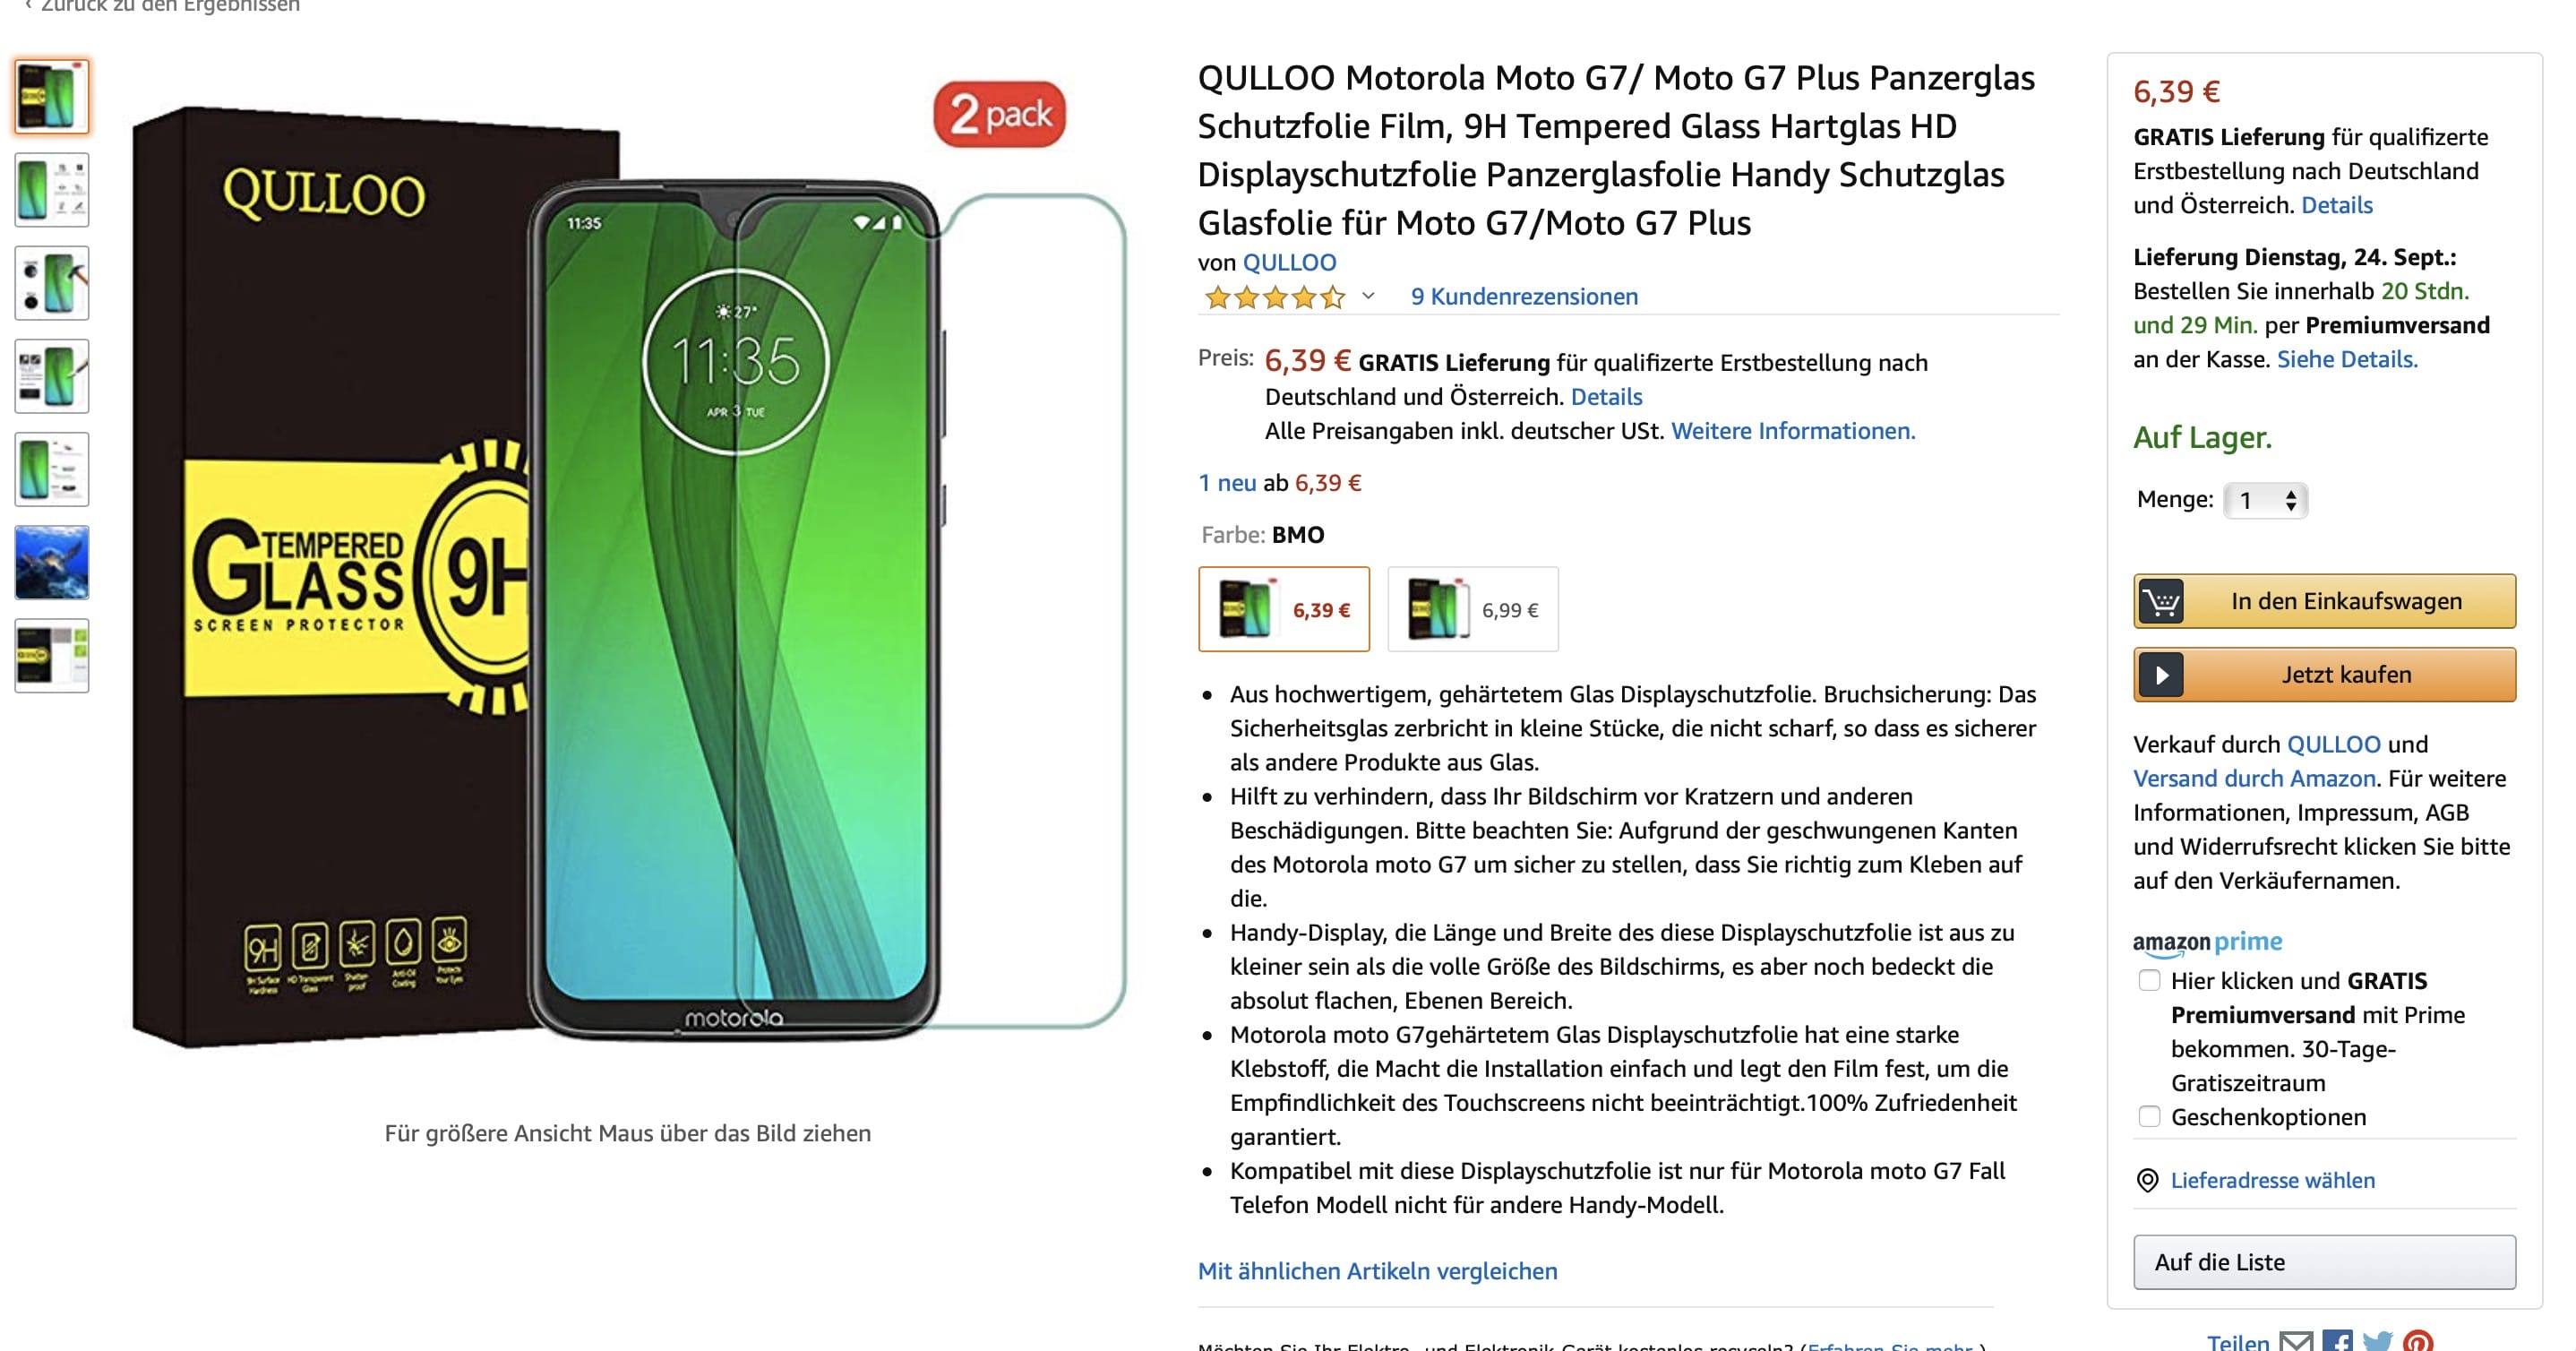 ‹ Zurück zu den Ergebnissen
2 pack
QULLOO
11:35
27°
11:35
APR 3 TUE
TEMPERED
GLASS
9H
SCREEN PROTECTOR
9H
9H Surface
Hardness
HD Transparent
Glass
Shatter-
proof
Anti-Oil
Coating
Protects
Your Eyes
motorola
Für größere Ansicht Maus über das Bild ziehen
QULLOO Motorola Moto G7/ Moto G7 Plus Panzerglas
Schutzfolie Film, 9H Tempered Glass Hartglas HD
Displayschutzfolie Panzerglasfolie Handy Schutzglas
Glasfolie für Moto G7/Moto G7 Plus
von QULLOO
9 Kundenrezensionen
Preis: 6,39 € GRATIS Lieferung für qualifizerte Erstbestellung nach
Deutschland und Österreich. Details
Alle Preisangaben inkl. deutscher USt. Weitere Informationen.
1 neu ab 6,39 €
Farbe: BMO
6,39 €
6,99 €
• Aus hochwertigem, gehärtetem Glas Displayschutzfolie. Bruchsicherung: Das
Sicherheitsglas zerbricht in kleine Stücke, die nicht scharf, so dass es sicherer
als andere Produkte aus Glas.
• Hilft zu verhindern, dass Ihr Bildschirm vor Kratzern und anderen
Beschädigungen. Bitte beachten Sie: Aufgrund der geschwungenen Kanten
des Motorola moto G7 um sicher zu stellen, dass Sie richtig zum Kleben auf
die.
• Handy-Display, die Länge und Breite des diese Displayschutzfolie ist aus zu
kleiner sein als die volle Größe des Bildschirms, es aber noch bedeckt die
absolut flachen, Ebenen Bereich.
• Motorola moto G7gehärtetem Glas Displayschutzfolie hat eine starke
Klebstoff, die Macht die Installation einfach und legt den Film fest, um die
Empfindlichkeit des Touchscreens nicht beeinträchtigt.100% Zufriedenheit
garantiert.
• Kompatibel mit diese Displayschutzfolie ist nur für Motorola moto G7 Fall
Telefon Modell nicht für andere Handy-Modell.
Mit ähnlichen Artikeln vergleichen
Möchten Sie Ihr Elektro- und Elektronik-Gerät kostenlos recyceln? (Erfahren Sie mehr.)
6,39 €
GRATIS Lieferung für qualifizerte
Erstbestellung nach Deutschland
und Österreich. Details
Lieferung Dienstag, 24. Sept.:
Bestellen Sie innerhalb 20 Stdn.
und 29 Min. per Premiumversand
an der Kasse. Siehe Details.
Auf Lager.
Menge: 1
In den Einkaufswagen
Jetzt kaufen
Verkauf durch QULLOO und
Versand durch Amazon. Für weitere
Informationen, Impressum, AGB
und Widerrufsrecht klicken Sie bitte
auf den Verkäufernamen.
amazon prime
Hier klicken und GRATIS
Premiumversand mit Prime
bekommen. 30-Tage-
Gratiszeitraum
Geschenkoptionen
Lieferadresse wählen
Auf die Liste
Teilen